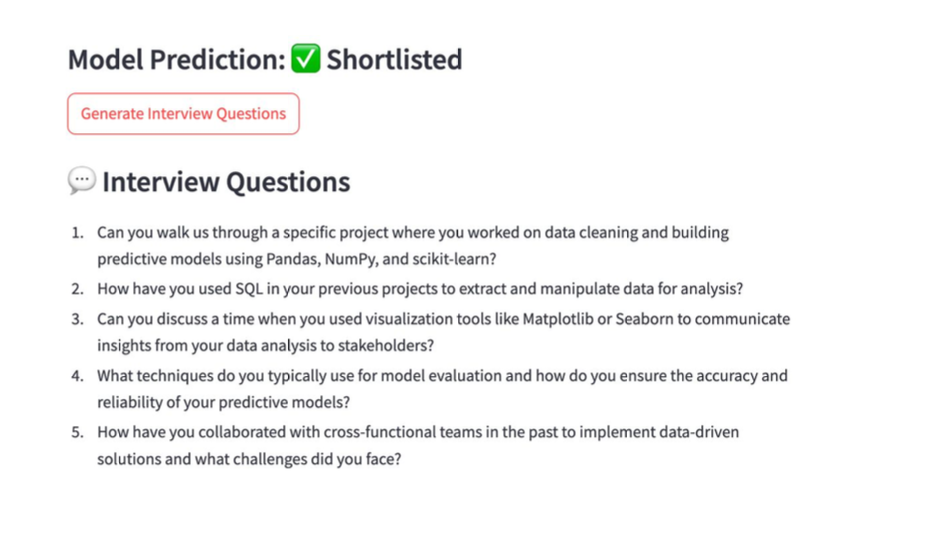 Model Prediction: ✅ Shortlisted
Generate Interview Questions
💬 Interview Questions
1. Can you walk us through a specific project where you worked on data cleaning and building
predictive models using Pandas, NumPy, and scikit-learn?
2. How have you used SQL in your previous projects to extract and manipulate data for analysis?
3. Can you discuss a time when you used visualization tools like Matplotlib or Seaborn to communicate
insights from your data analysis to stakeholders?
4. What techniques do you typically use for model evaluation and how do you ensure the accuracy and
reliability of your predictive models?
5. How have you collaborated with cross-functional teams in the past to implement data-driven
solutions and what challenges did you face?